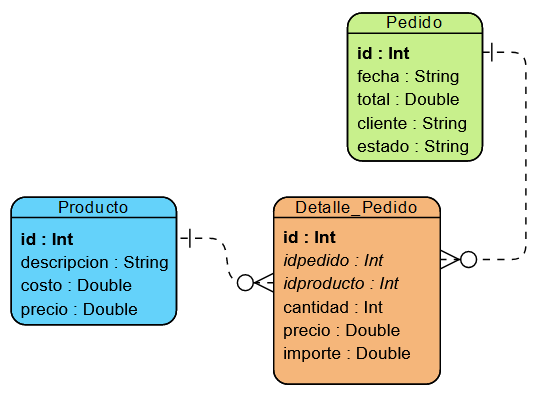 Pedido
id : Int
fecha : String
total : Double
cliente : String
estado : String
Producto
id : Int
descripcion : String
costo : Double
precio : Double
Detalle_Pedido
id : Int
idpedido : Int
idproducto : Int
cantidad : Int
precio : Double
importe : Double